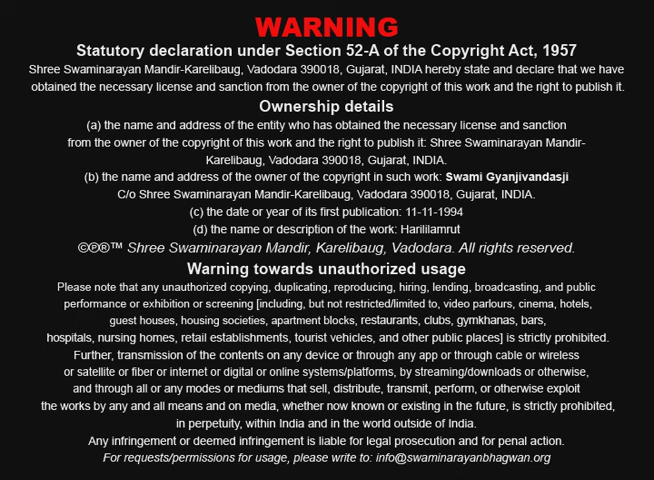 WARNING
Statutory declaration under Section 52-A of the Copyright Act, 1957
Shree Swaminarayan Mandir-Karelibaug, Vadodara 390018, Gujarat, INDIA hereby state and declare that we have
obtained the necessary license and sanction from the owner of the copyright of this work and the right to publish it.
Ownership details
(a) the name and address of the entity who has obtained the necessary license and sanction
from the owner of the copyright of this work and the right to publish it: Shree Swaminarayan Mandir-
Karelibaug, Vadodara 390018, Gujarat, INDIA.
(b) the name and address of the owner of the copyright in such work: Swami Gyanjivandasji
C/o Shree Swaminarayan Mandir-Karelibaug, Vadodara 390018, Gujarat, INDIA.
(c) the date or year of its first publication: 11-11-1994
(d) the name or description of the work: Harililamrut
©℗®™ Shree Swaminarayan Mandir, Karelibaug, Vadodara. All rights reserved.
Warning towards unauthorized usage
Please note that any unauthorized copying, duplicating, reproducing, hiring, lending, broadcasting, and public
performance or exhibition or screening [including, but not restricted/limited to, video parlours, cinema, hotels,
guest houses, housing societies, apartment blocks, restaurants, clubs, gymkhanas, bars,
hospitals, nursing homes, retail establishments, tourist vehicles, and other public places] is strictly prohibited.
Further, transmission of the contents on any device or through any app or through cable or wireless
or satellite or fiber or internet or digital or online systems/platforms, by streaming/downloads or otherwise,
and through all or any modes or mediums that sell, distribute, transmit, perform, or otherwise exploit
the works by any and all means and on media, whether now known or existing in the future, is strictly prohibited,
in perpetuity, within India and in the world outside of India.
Any infringement or deemed infringement is liable for legal prosecution and for penal action.
For requests/permissions for usage, please write to: info@swaminarayanbhagwan.org